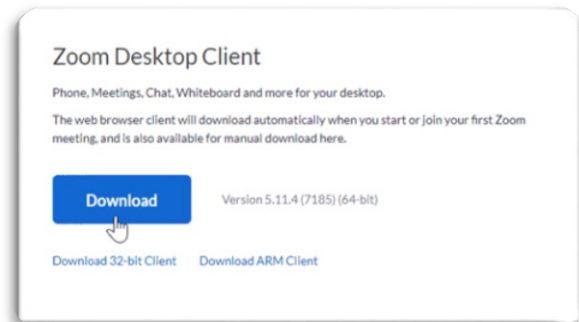 Zoom Desktop Client
Phone, Meetings, Chat, Whiteboard and more for your desktop.
The web browser client will download automatically when you start or join your first Zoom
meeting, and is also available for manual download here.
Download
Version 5.11.4 (7185) (64-bit)
Download 32-bit Client
Download ARM Client